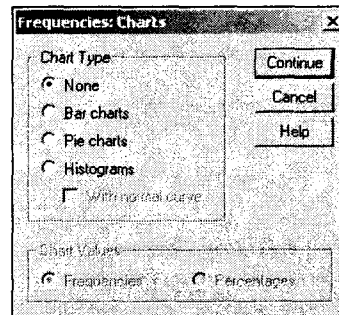 Frequencies: Charts
Chart Type
None
Bar charts
Pie charts
Histograms
With normal curve
Continue
Cancel
Help
Chart Values
Frequencies
Percentages